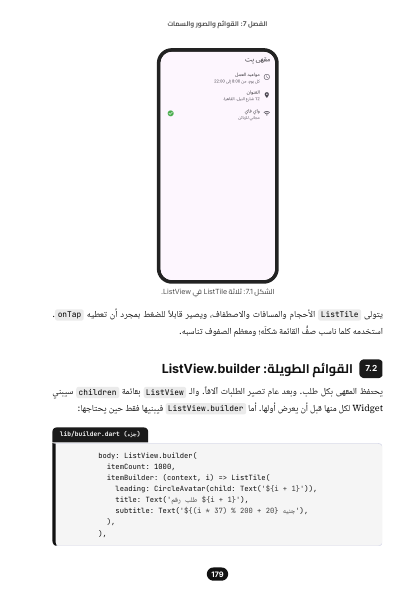 الفصل 7: القوائم والصور والسمات
مقهى بِت
مواعيد العمل
كل يوم، من 8:00 إلى 22:00
العنوان
12 شارع النيل، القاهرة
واي فاي
مجاني للزبائن
الشكل 7.1: ثلاثة ListTile في ListView.
يتولى ListTile الأحجام والمسافات والاصطفاف، ويصير قابلاً للضغط بمجرد أن تعطيه onTap.
استخدمه كلما ناسب صفُّ القائمة شكلَه؛ ومعظم الصفوف تناسبه.
7.2 القوائم الطويلة: ListView.builder
يحتفظ المقهى بكل طلب. وبعد عام تصير الطلبات آلافاً. والـ ListView بقائمة children سيبني
Widget لكل منها قبل أن يعرض أولها. أما ListView.builder فيبنيها فقط حين يحتاجها:
lib/builder.dart (جزء)
body: ListView.builder(
itemCount: 1000,
itemBuilder: (context, i) => ListTile(
leading: CircleAvatar(child: Text('${i + 1}')),
title: Text('طلب رقم ${i + 1}'),
subtitle: Text('${(i * 37) % 200 + 20} جنيه'),
),
),
179